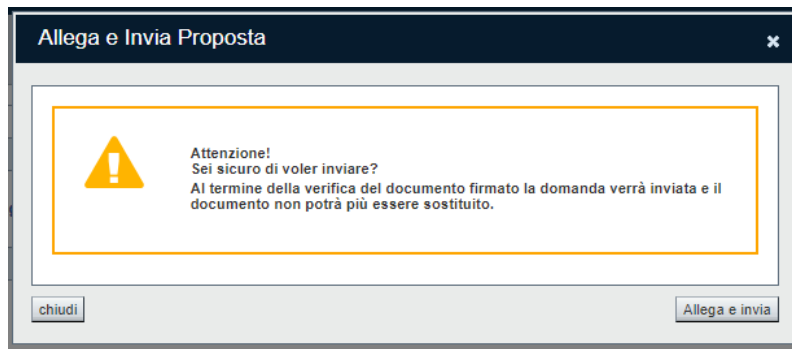 Allega e Invia Proposta
Attenzione!
Sei sicuro di voler inviare?
Al termine della verifica del documento firmato la domanda verrà inviata e il
documento non potrà più essere sostituito.
chiudi
Allega e invia